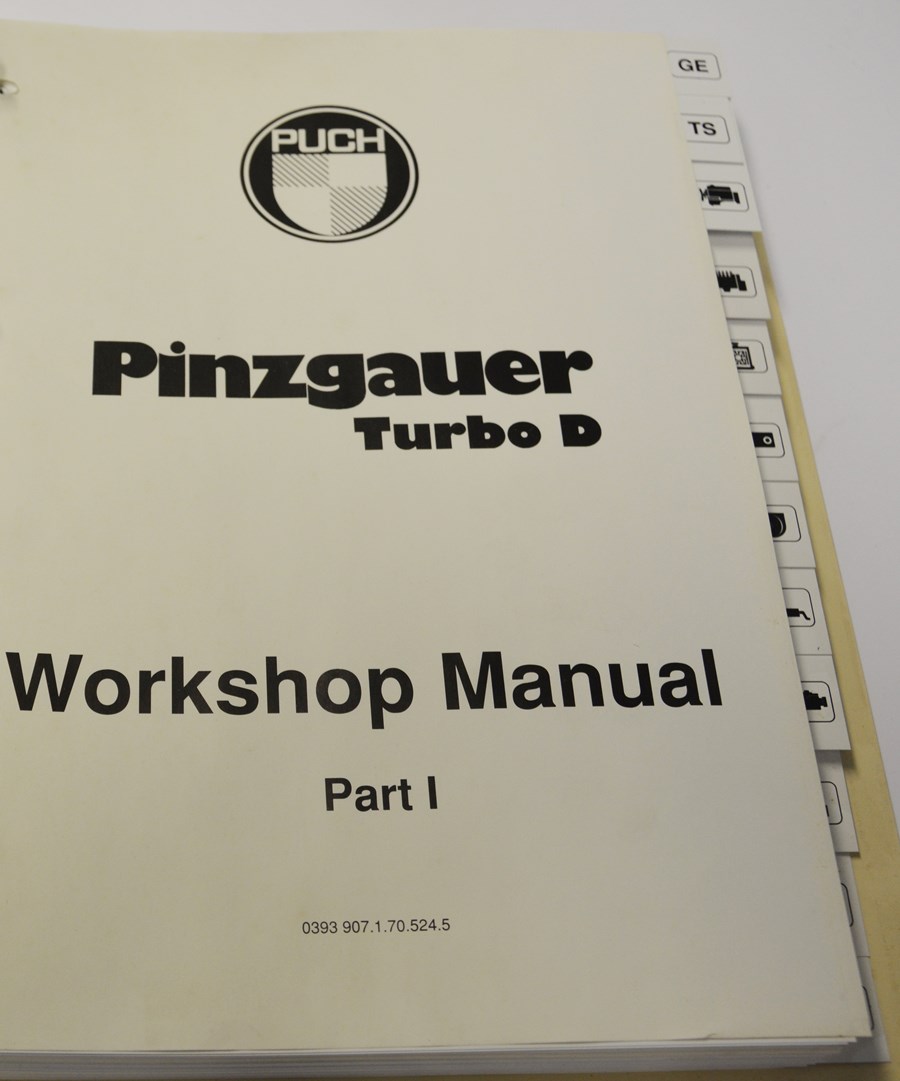 PUCH
Pinzgauer
Turbo D
Workshop Manual
Part I
0393 907.1.70.524.5
GE
TS